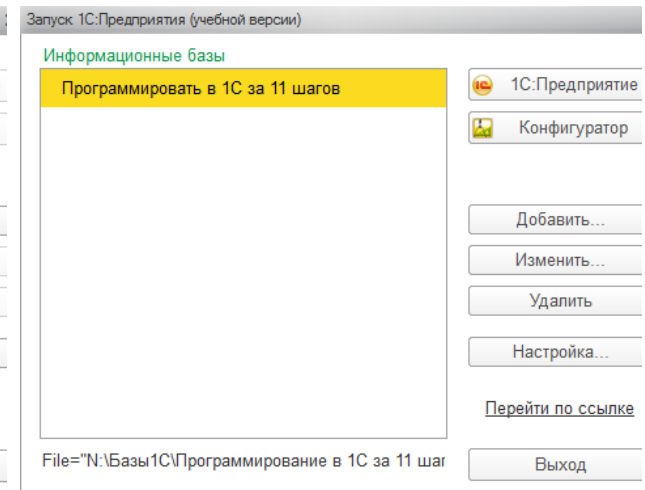 Запуск 1С:Предприятия (учебной версии)
Информационные базы
Программировать в 1С за 11 шагов
1С:Предприятие
Конфигуратор
Добавить...
Изменить...
Удалить
Настройка...
Перейти по ссылке
File="N:\Базы1С\Программирование в 1С за 11 шаг
Выход